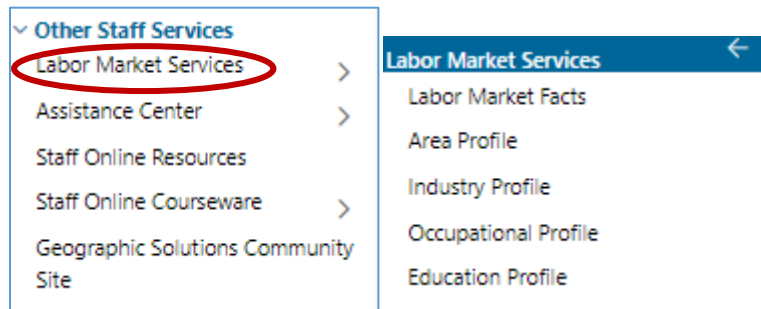 Other Staff Services
Labor Market Services
Assistance Center
Staff Online Resources
Staff Online Courseware
Geographic Solutions Community
Site
Labor Market Services
Labor Market Facts
Area Profile
Industry Profile
Occupational Profile
Education Profile